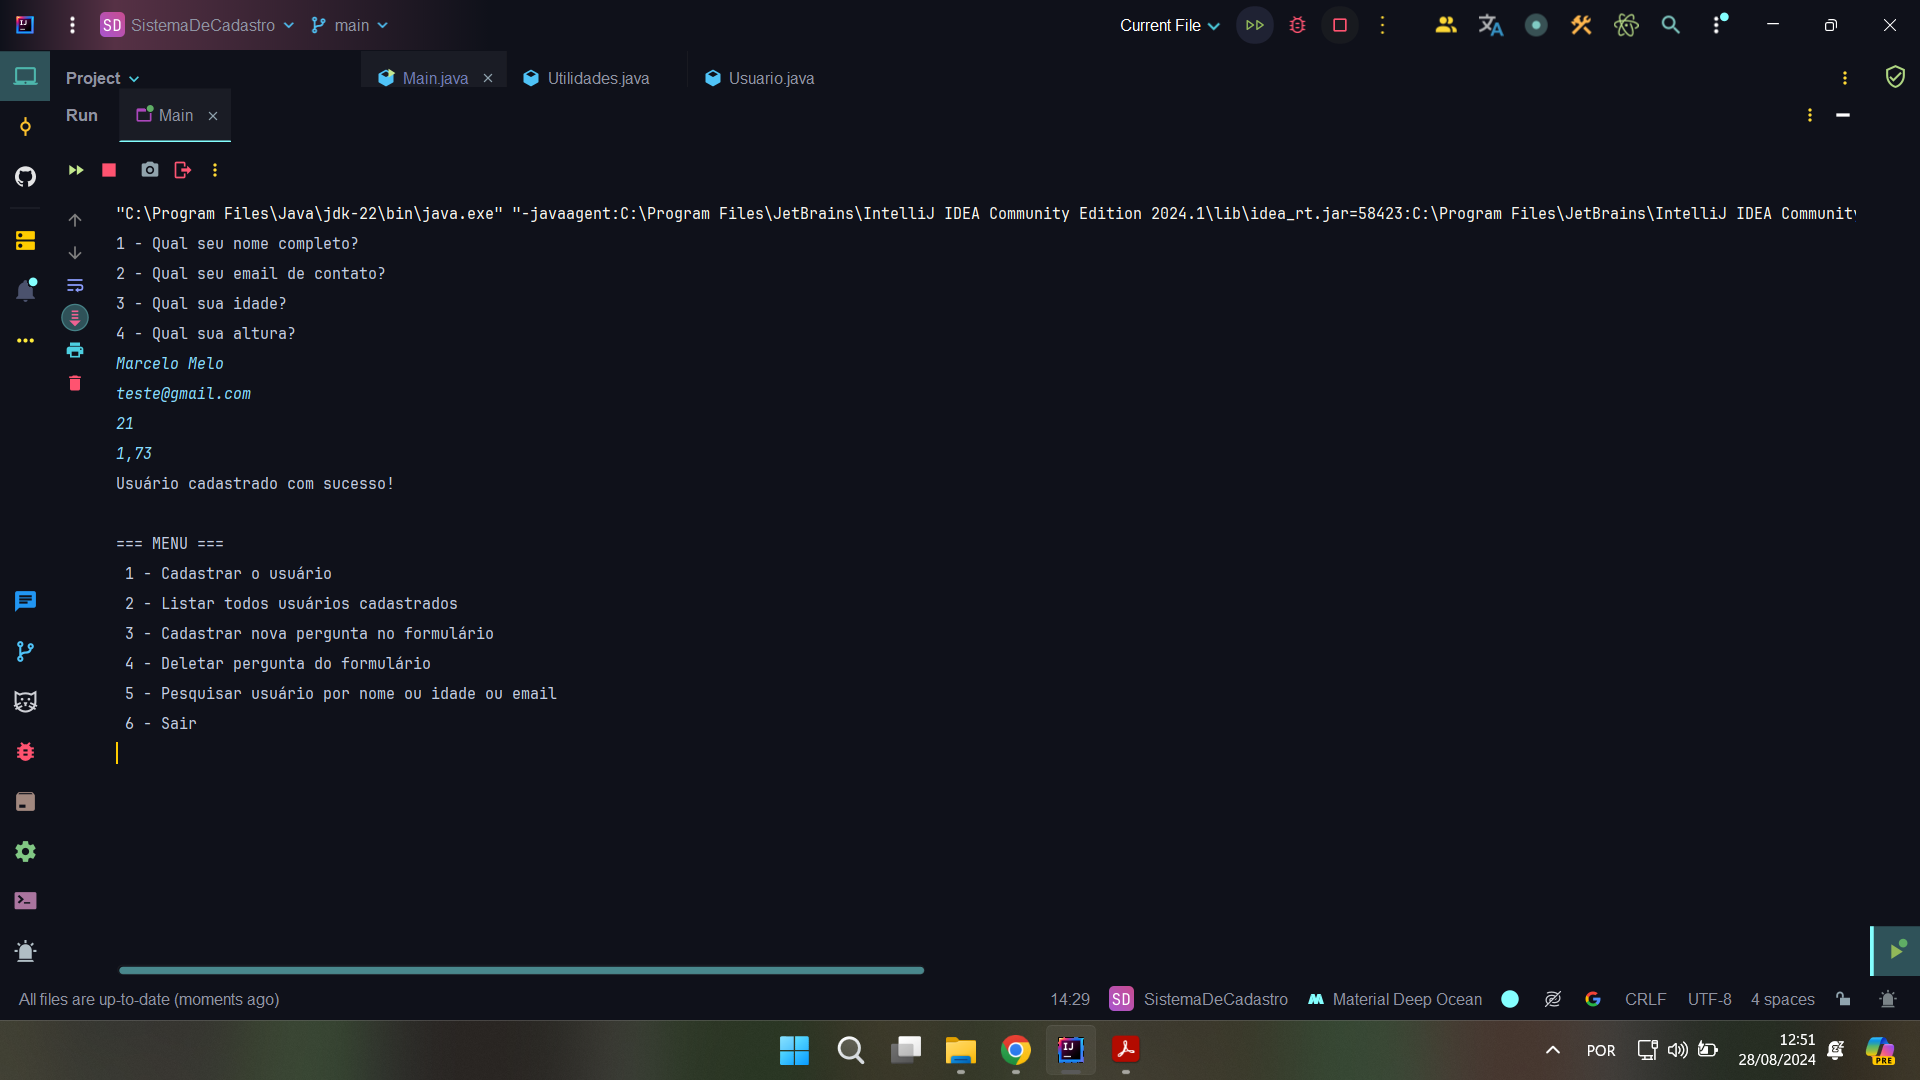 SD SistemaDeCadastro main Current File
Project Main.java Utilidades.java Usuario.java
Run Main
"C:\Program Files\Java\jdk-22\bin\java.exe" "-javaagent:C:\Program Files\JetBrains\IntelliJ IDEA Community Edition 2024.1\lib\idea_rt.jar=58423:C:\Program Files\JetBrains\IntelliJ IDEA Community
1 - Qual seu nome completo?
2 - Qual seu email de contato?
3 - Qual sua idade?
4 - Qual sua altura?
Marcelo Melo
teste@gmail.com
21
1,73
Usuário cadastrado com sucesso!
=== MENU ===
1 - Cadastrar o usuário
2 - Listar todos usuários cadastrados
3 - Cadastrar nova pergunta no formulário
4 - Deletar pergunta do formulário
5 - Pesquisar usuário por nome ou idade ou email
6 - Sair
All files are up-to-date (moments ago) 14:29 SD SistemaDeCadastro Material Deep Ocean CRLF UTF-8 4 spaces
POR 12:51
28/08/2024
PRE